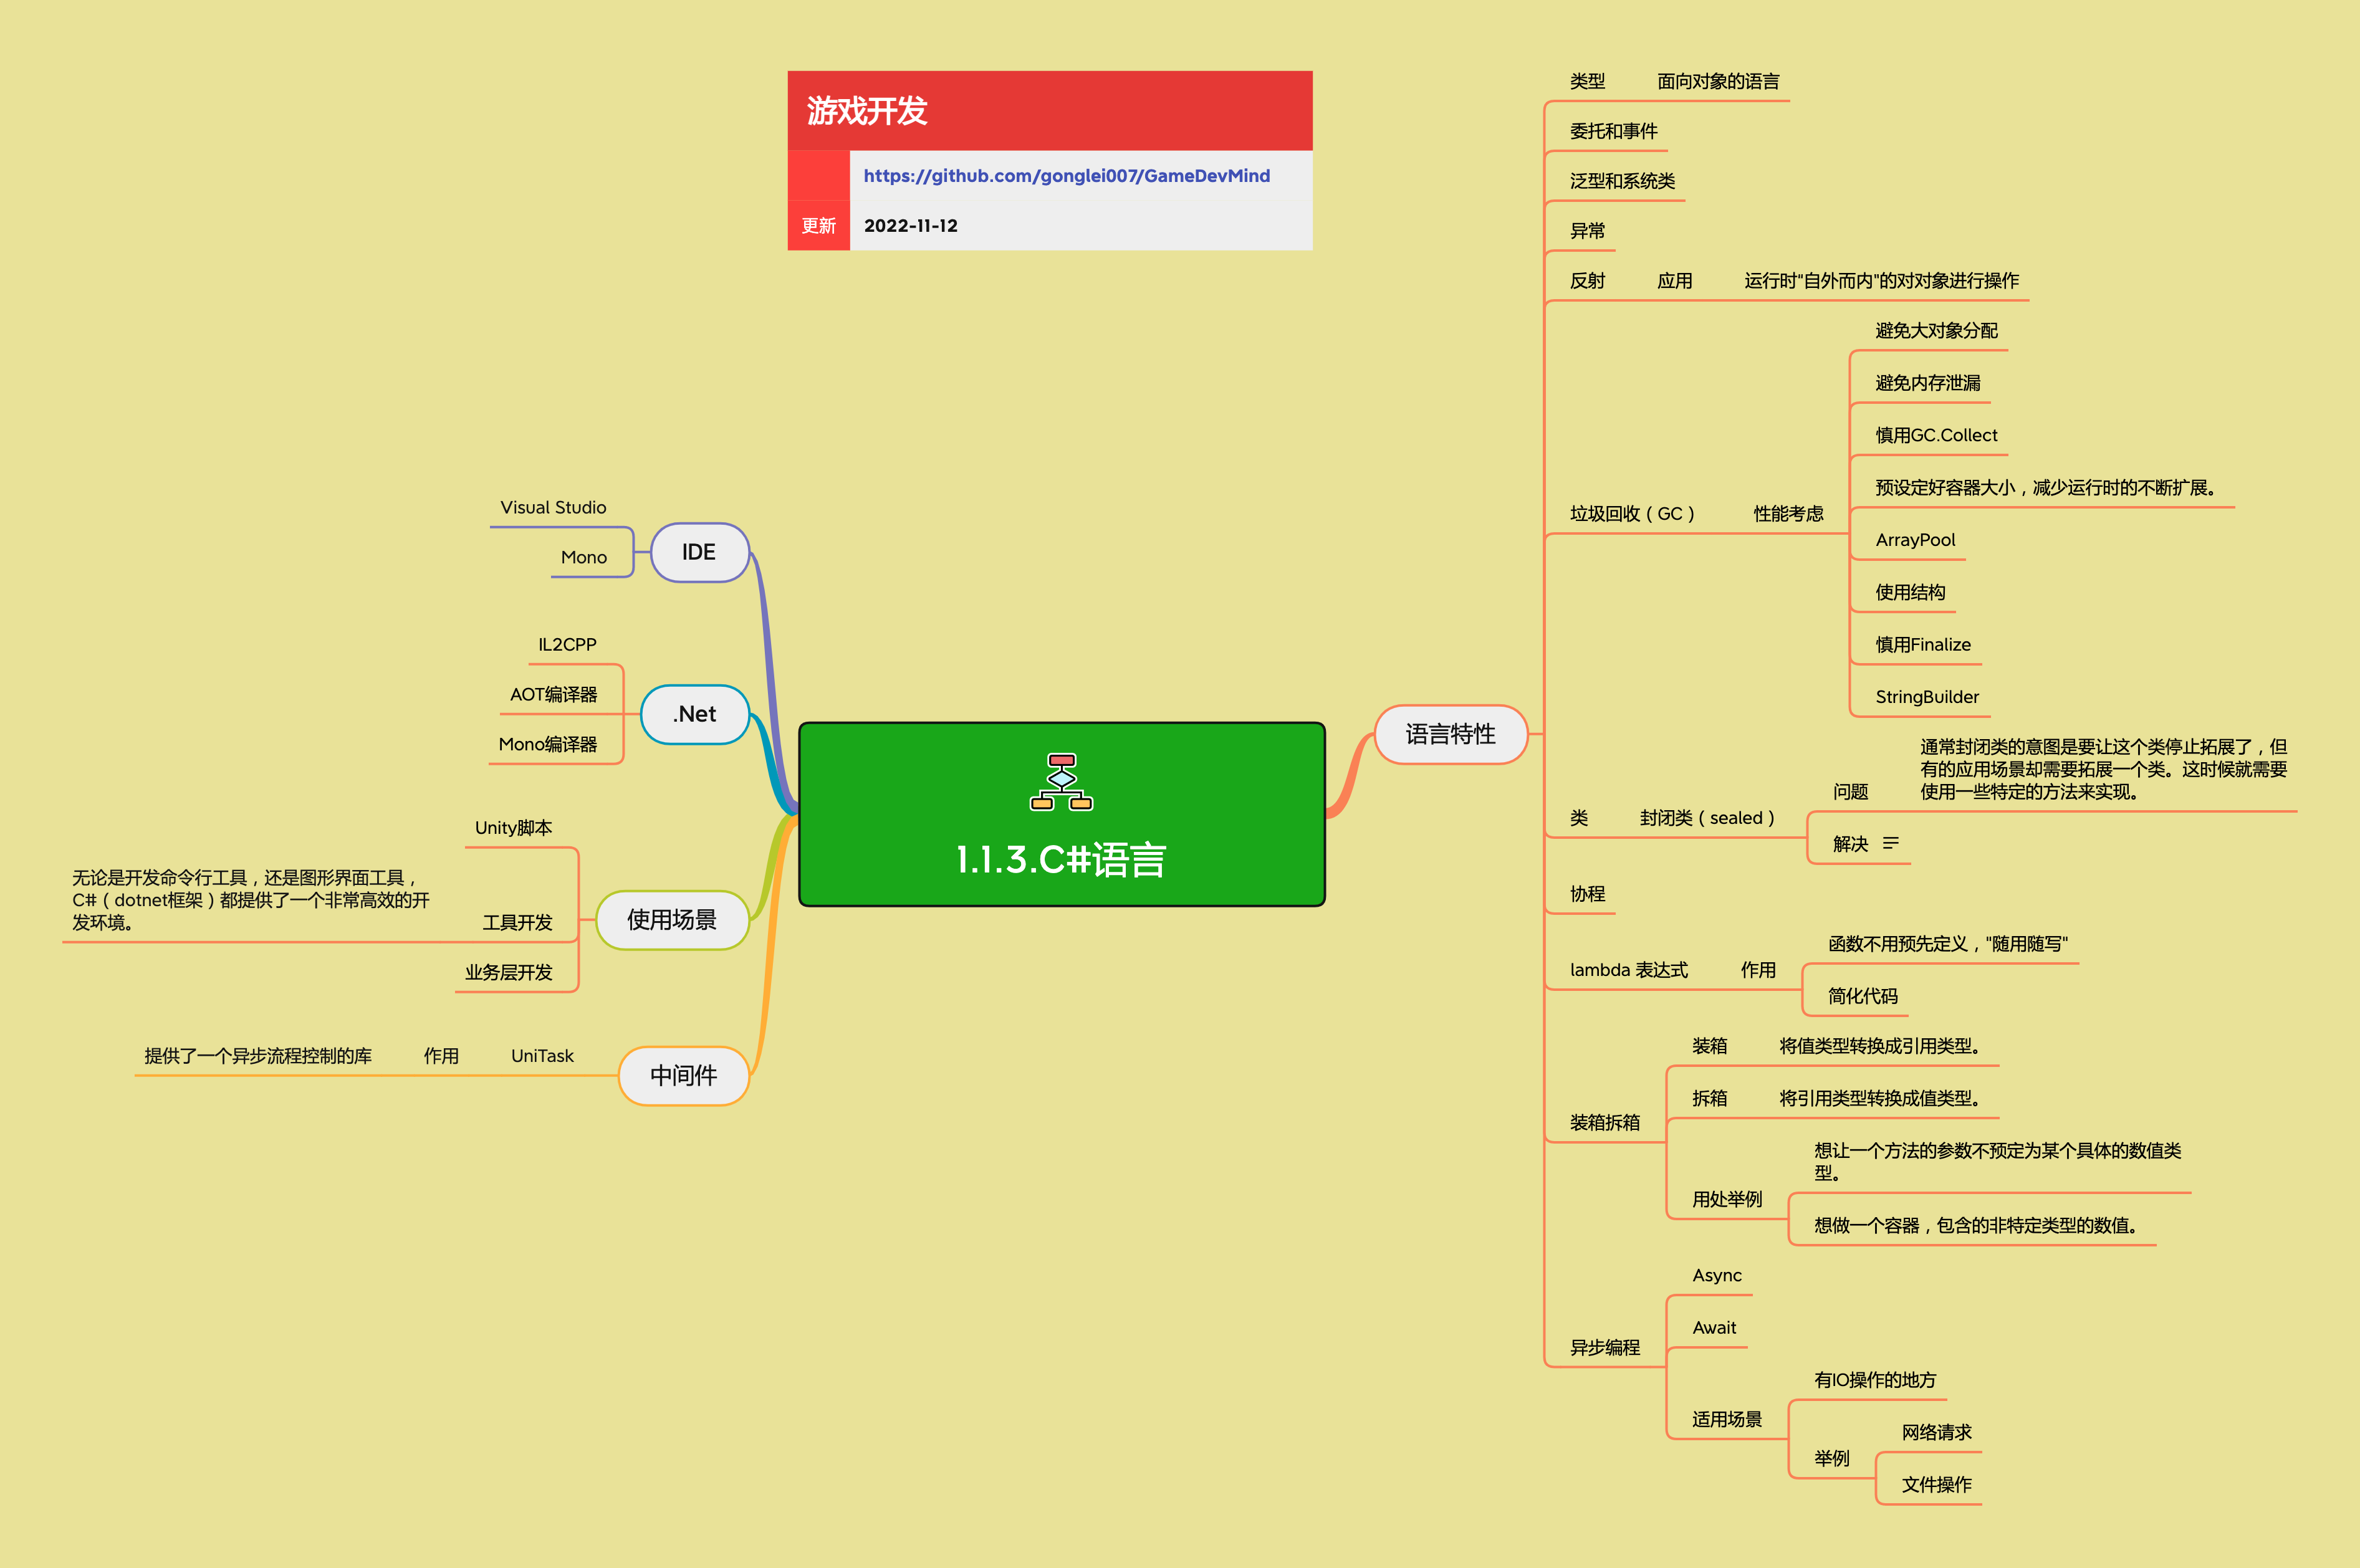 游戏开发
https://github.com/gonglei007/GameDevMind
更新
2022-11-12
1.1.3.C#语言
IDE
Visual Studio
Mono
.Net
IL2CPP
AOT编译器
Mono编译器
使用场景
Unity脚本
工具开发
无论是开发命令行工具，还是图形界面工具，
C#（dotnet框架）都提供了一个非常高效的开
发环境。
业务层开发
中间件
UniTask
作用
提供了一个异步流程控制的库
语言特性
类型
面向对象的语言
委托和事件
泛型和系统类
异常
反射
应用
运行时"自外而内"的对对象进行操作
垃圾回收（GC）
性能考虑
避免大对象分配
避免内存泄漏
慎用GC.Collect
预设定好容器大小，减少运行时的不断扩展。
ArrayPool
使用结构
慎用Finalize
StringBuilder
类
封闭类（sealed）
问题
通常封闭类的意图是要让这个类停止拓展了，但
有的应用场景却需要拓展一个类。这时候就需要
使用一些特定的方法来实现。
解决
协程
lambda 表达式
作用
函数不用预先定义，"随用随写"
简化代码
装箱拆箱
装箱
将值类型转换成引用类型。
拆箱
将引用类型转换成值类型。
用处举例
想让一个方法的参数不预定为某个具体的数值类
型。
想做一个容器，包含的非特定类型的数值。
异步编程
Async
Await
适用场景
有IO操作的地方
举例
网络请求
文件操作